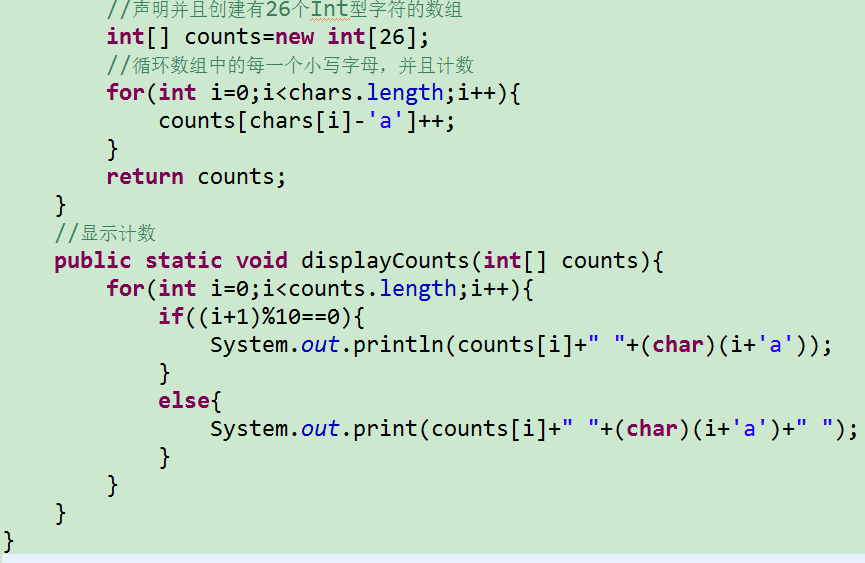 //声明并且创建有26个Int型字符的数组
int[] counts=new int[26];
//循环数组中的每一个小写字母，并且计数
for(int i=0;i<chars.length;i++){
counts[chars[i]-'a']++;
}
return counts;
}
//显示计数
public static void displayCounts(int[] counts){
for(int i=0;i<counts.length;i++){
if((i+1)%10==0){
System.out.println(counts[i]+" "+(char)(i+'a'));
}
else{
System.out.print(counts[i]+" "+(char)(i+'a')+" ");
}
}
}
}